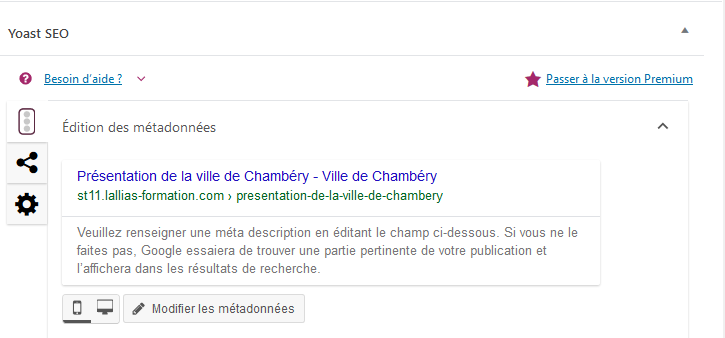 Yoast SEO
Besoin d'aide ?
Passer à la version Premium
Édition des métadonnées
Présentation de la ville de Chambéry - Ville de Chambéry
st11.lallias-formation.com › presentation-de-la-ville-de-chambery
Veuillez renseigner une méta description en éditant le champ ci-dessous. Si vous ne le
faites pas, Google essaiera de trouver une partie pertinente de votre publication et
l'affichera dans les résultats de recherche.
Modifier les métadonnées